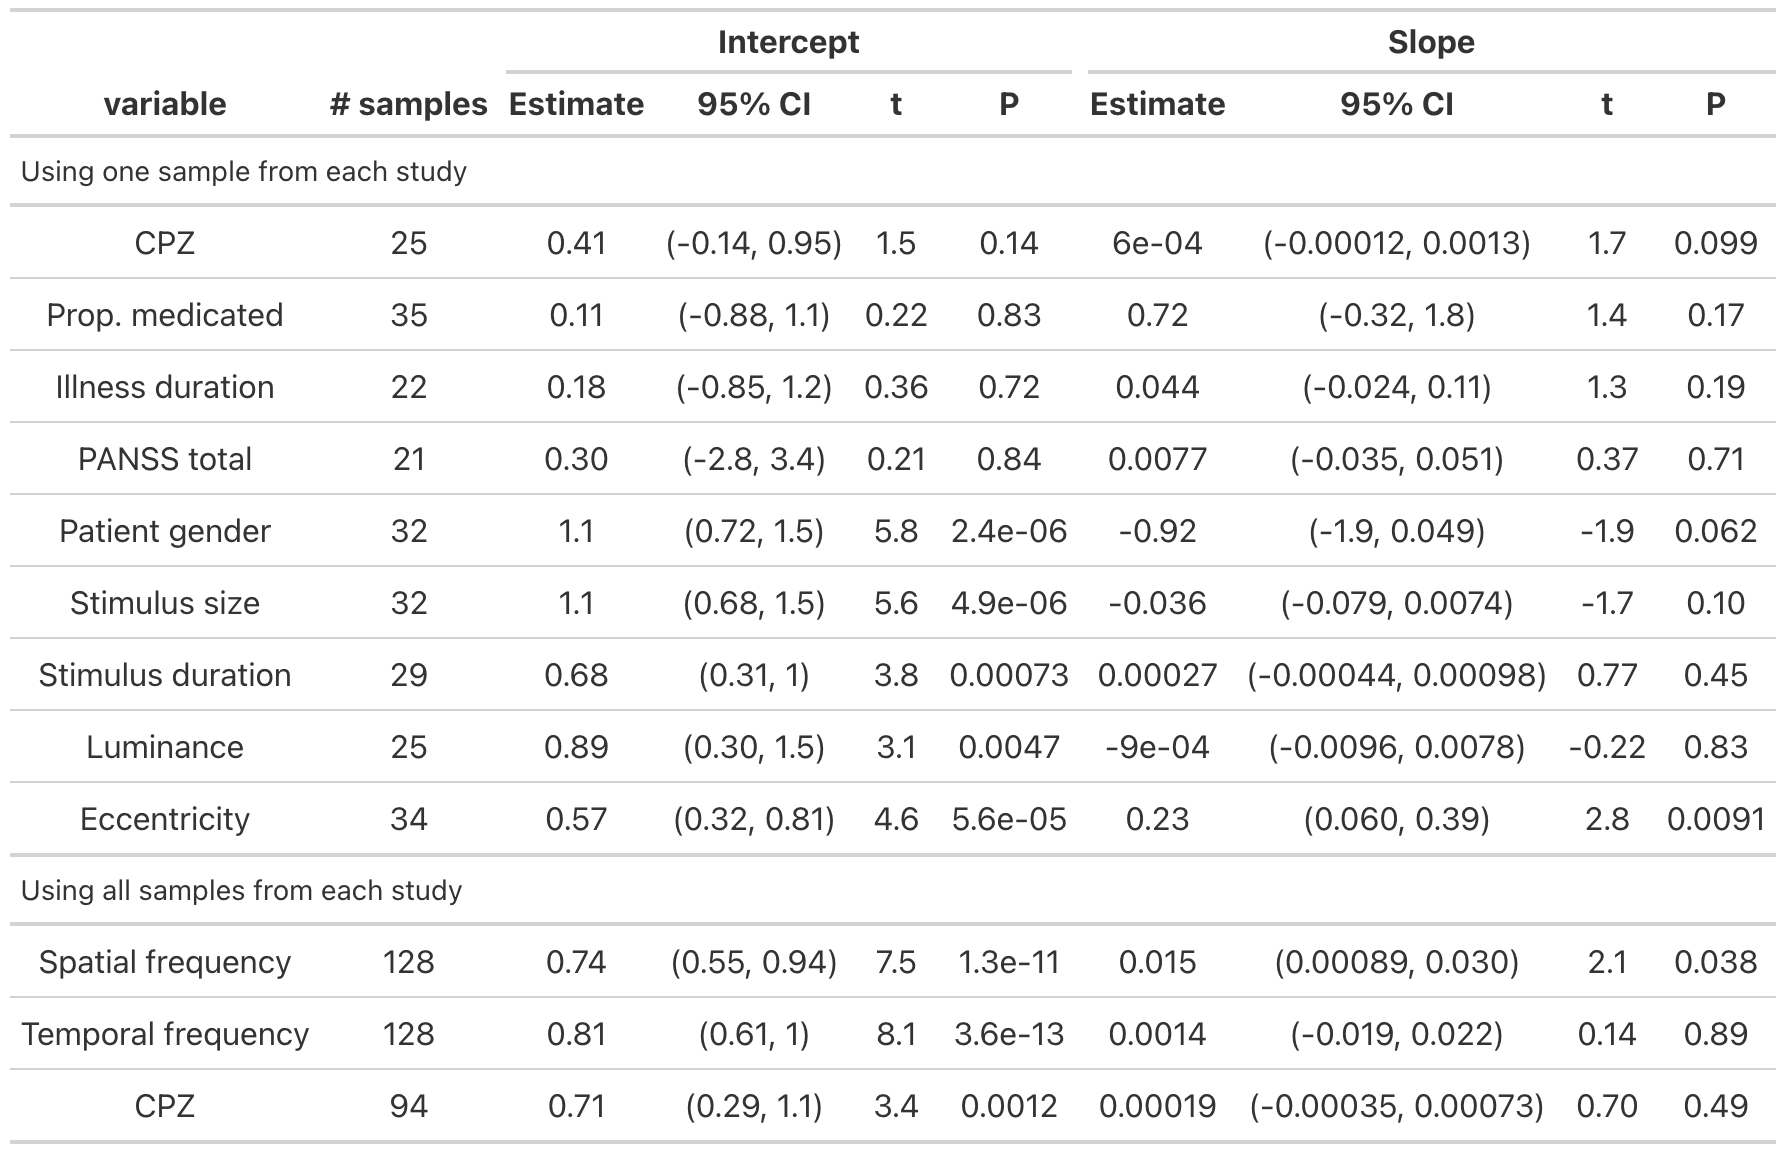 Intercept Slope
variable # samples Estimate 95% CI t P Estimate 95% CI t P
Using one sample from each study
CPZ 25 0.41 (-0.14, 0.95) 1.5 0.14 6e-04 (-0.00012, 0.0013) 1.7 0.099
Prop. medicated 35 0.11 (-0.88, 1.1) 0.22 0.83 0.72 (-0.32, 1.8) 1.4 0.17
Illness duration 22 0.18 (-0.85, 1.2) 0.36 0.72 0.044 (-0.024, 0.11) 1.3 0.19
PANSS total 21 0.30 (-2.8, 3.4) 0.21 0.84 0.0077 (-0.035, 0.051) 0.37 0.71
Patient gender 32 1.1 (0.72, 1.5) 5.8 2.4e-06 -0.92 (-1.9, 0.049) -1.9 0.062
Stimulus size 32 1.1 (0.68, 1.5) 5.6 4.9e-06 -0.036 (-0.079, 0.0074) -1.7 0.10
Stimulus duration 29 0.68 (0.31, 1) 3.8 0.00073 0.00027 (-0.00044, 0.00098) 0.77 0.45
Luminance 25 0.89 (0.30, 1.5) 3.1 0.0047 -9e-04 (-0.0096, 0.0078) -0.22 0.83
Eccentricity 34 0.57 (0.32, 0.81) 4.6 5.6e-05 0.23 (0.060, 0.39) 2.8 0.0091
Using all samples from each study
Spatial frequency 128 0.74 (0.55, 0.94) 7.5 1.3e-11 0.015 (0.00089, 0.030) 2.1 0.038
Temporal frequency 128 0.81 (0.61, 1) 8.1 3.6e-13 0.0014 (-0.019, 0.022) 0.14 0.89
CPZ 94 0.71 (0.29, 1.1) 3.4 0.0012 0.00019 (-0.00035, 0.00073) 0.70 0.49